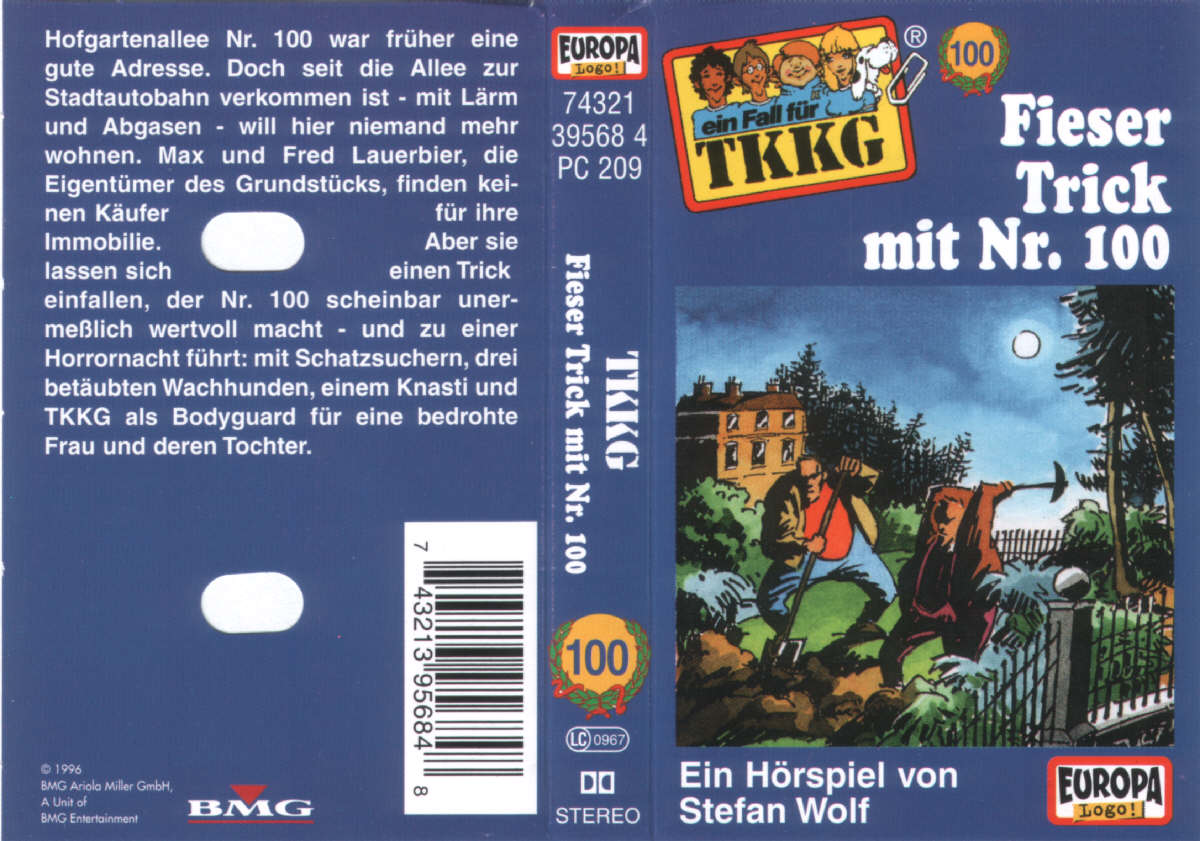 Hofgartenallee Nr. 100 war früher eine
gute Adresse. Doch seit die Allee zur
Stadtautobahn verkommen ist - mit Lärm
und Abgasen - will hier niemand mehr
wohnen. Max und Fred Lauerbier, die
Eigentümer des Grundstücks, finden kei-
nen Käufer für ihre
Immobilie. Aber sie
lassen sich einen Trick
einfallen, der Nr. 100 scheinbar uner-
meßlich wertvoll macht - und zu einer
Horrornacht führt: mit Schatzsuchern, drei
betäubten Wachhunden, einem Knasti und
TKKG als Bodyguard für eine bedrohte
Frau und deren Tochter.
7 43213 95684 8
© 1996
BMG Ariola Miller GmbH,
A Unit of
BMG Entertainment
BMG
EUROPA
Logo!
74321
39568 4
PC 209
TKKG
Fieser Trick mit Nr. 100
100
LC 0967
STEREO
ein Fall für
TKKG
®
100
Fieser
Trick
mit Nr. 100
Ein Hörspiel von
Stefan Wolf
EUROPA
Logo!